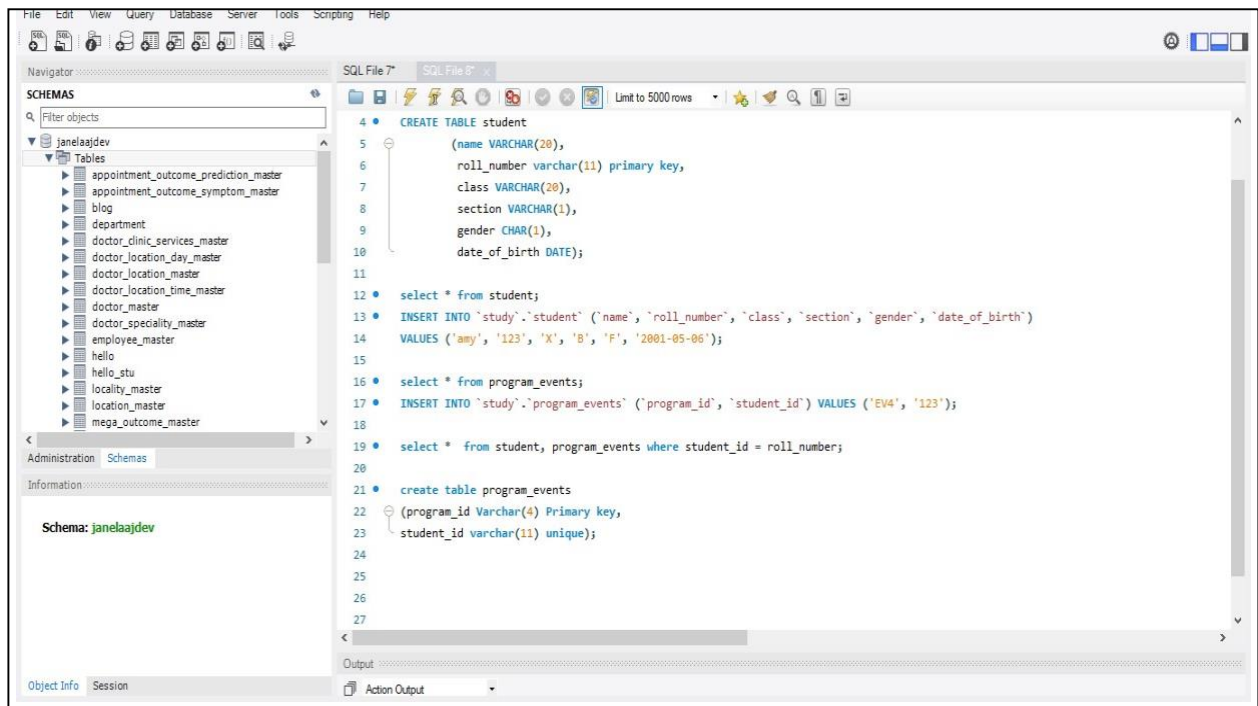 File Edit View Query Database Server Tools Scripting Help
Navigator
SCHEMAS
Filter objects
janelaajdev
Tables
appointment_outcome_prediction_master
appointment_outcome_symptom_master
blog
department
doctor_clinic_services_master
doctor_location_day_master
doctor_location_master
doctor_location_time_master
doctor_master
doctor_speciality_master
employee_master
hello
hello_stu
locality_master
location_master
mega_outcome_master
Administration Schemas
Information
Schema: janelaajdev
Object Info Session
SQL File 7* SQL File 8* x
Limit to 5000 rows
4 CREATE TABLE student
5 (name VARCHAR(20),
6 roll_number varchar(11) primary key,
7 class VARCHAR(20),
8 section VARCHAR(1),
9 gender CHAR(1),
10 date_of_birth DATE);
11
12 select * from student;
13 INSERT INTO `study`.`student` (`name`, `roll_number`, `class`, `section`, `gender`, `date_of_birth`)
14 VALUES ('amy', '123', 'X', 'B', 'F', '2001-05-06');
15
16 select * from program_events;
17 INSERT INTO `study`.`program_events` (`program_id`, `student_id`) VALUES ('EV4', '123');
18
19 select * from student, program_events where student_id = roll_number;
20
21 create table program_events
22 (program_id Varchar(4) Primary key,
23 student_id varchar(11) unique);
24
25
26
27
Output
Action Output